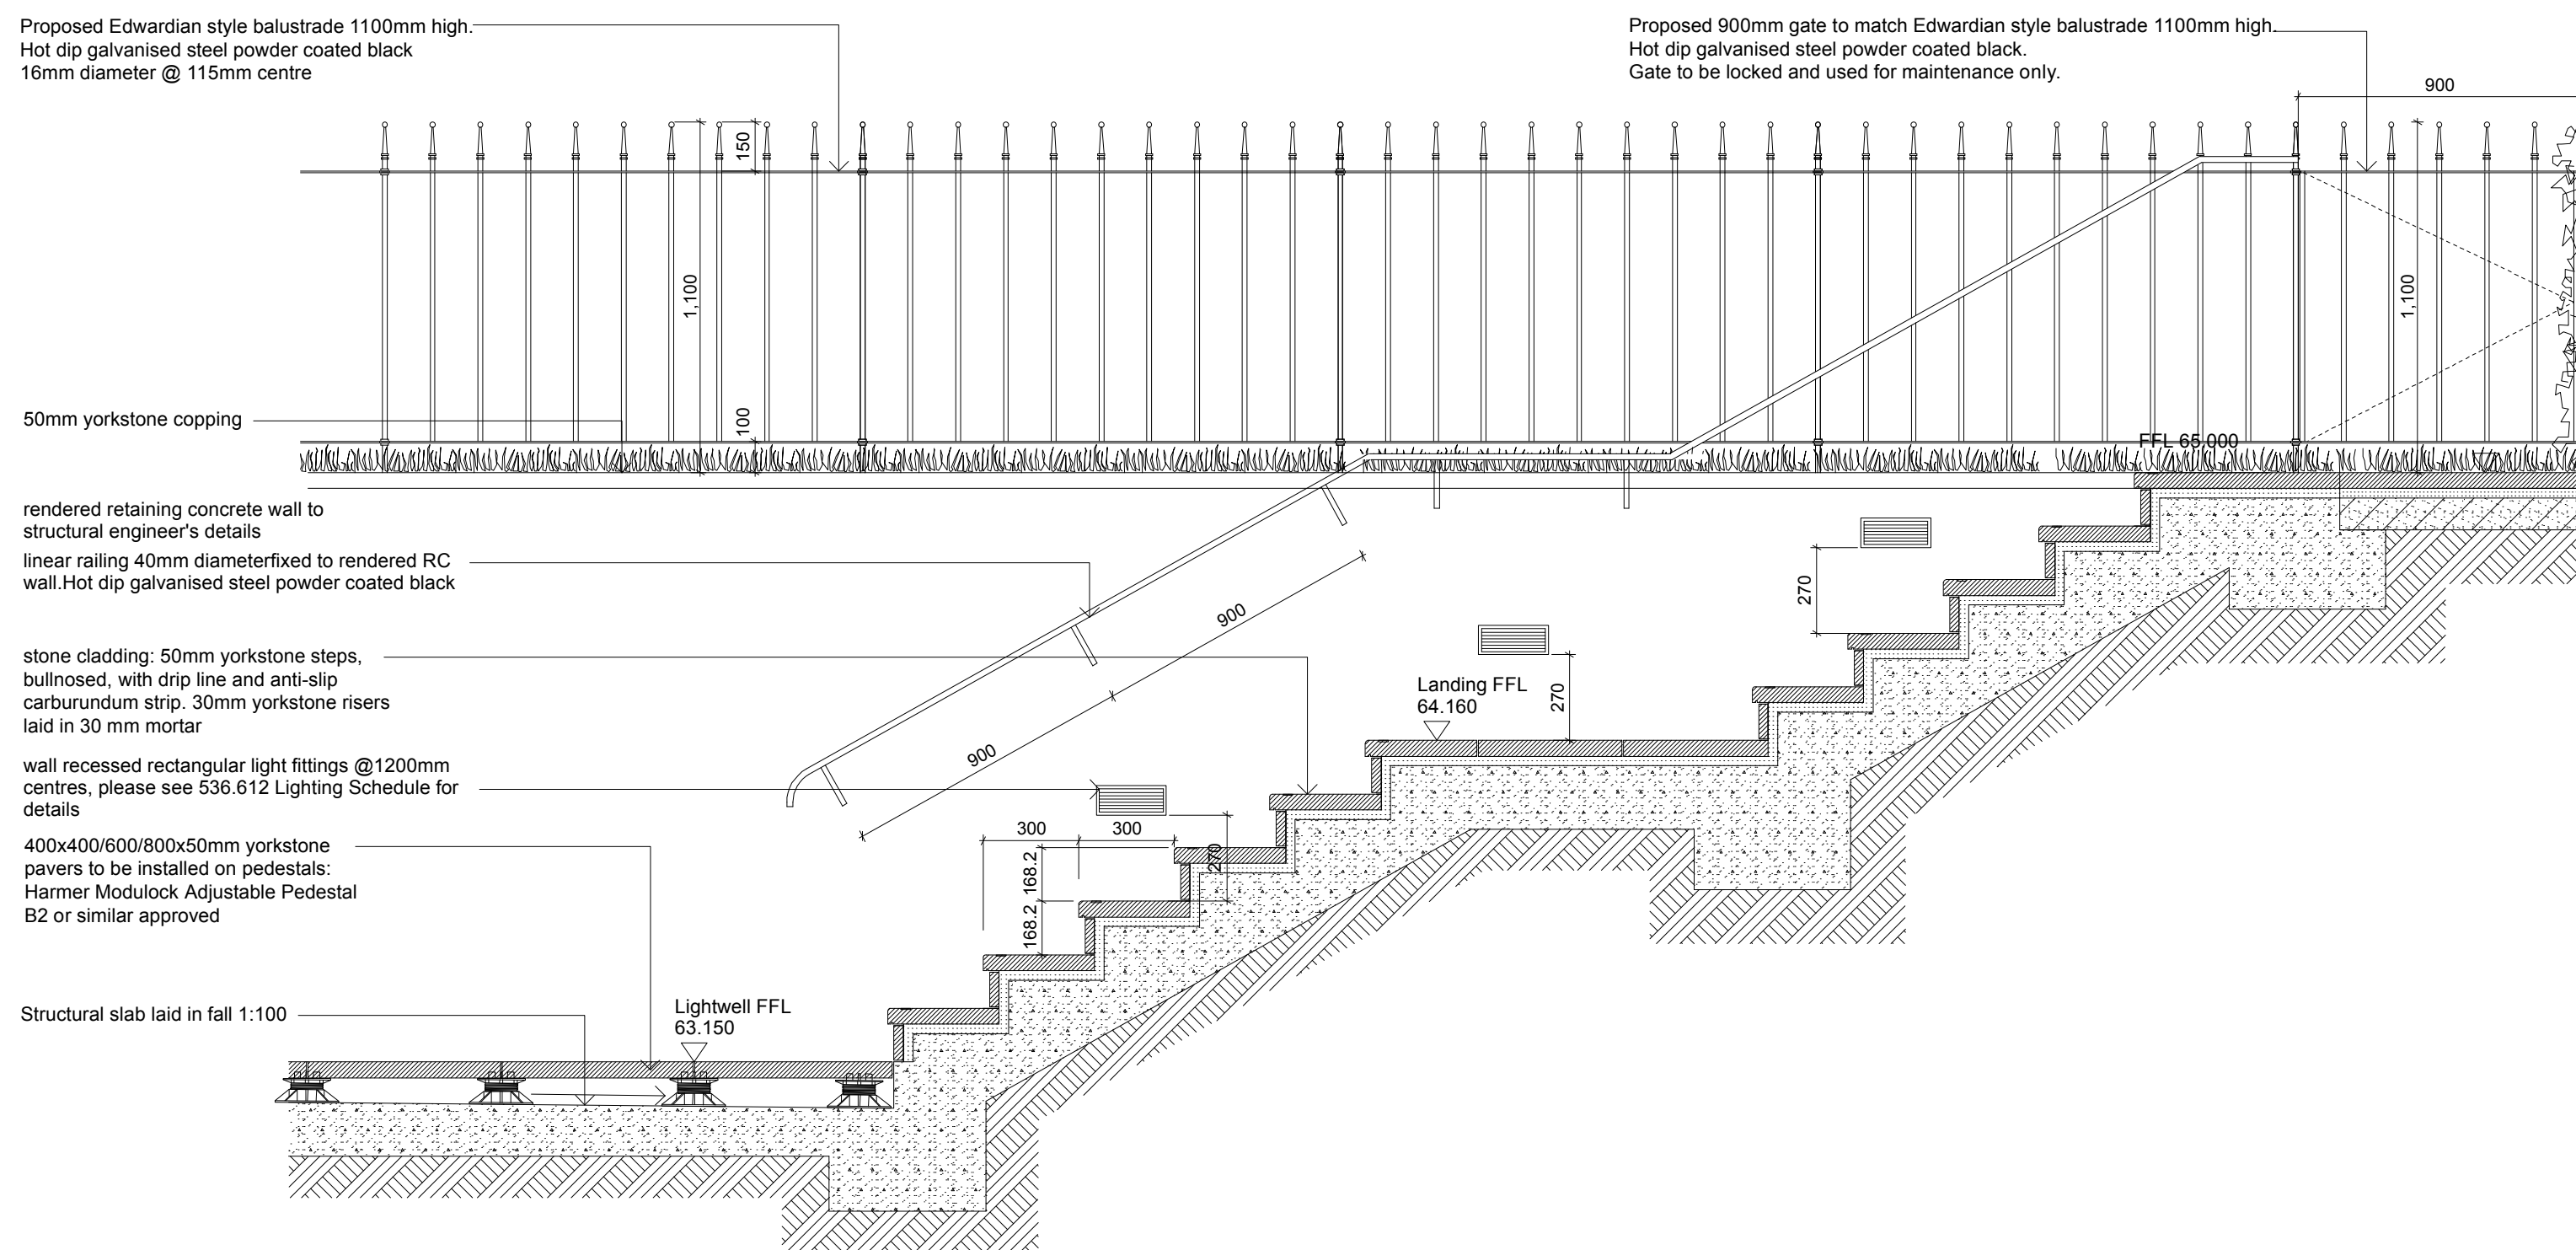 Proposed Edwardian style balustrade 1100mm high.
Hot dip galvanised steel powder coated black
16mm diameter @ 115mm centre
Proposed 900mm gate to match Edwardian style balustrade 1100mm high.
Hot dip galvanised steel powder coated black.
Gate to be locked and used for maintenance only.
900
150
1,100
1,100
100
50mm yorkstone copping
FFL 65.000
rendered retaining concrete wall to
structural engineer's details
linear railing 40mm diameterfixed to rendered RC
wall.Hot dip galvanised steel powder coated black
270
900
stone cladding: 50mm yorkstone steps,
bullnosed, with drip line and anti-slip
carburundum strip. 30mm yorkstone risers
laid in 30 mm mortar
Landing FFL
64.160
270
900
wall recessed rectangular light fittings @1200mm
centres, please see 536.612 Lighting Schedule for
details
300
300
270
168.2
168.2
400x400/600/800x50mm yorkstone
pavers to be installed on pedestals:
Harmer Modulock Adjustable Pedestal
B2 or similar approved
Lightwell FFL
63.150
Structural slab laid in fall 1:100